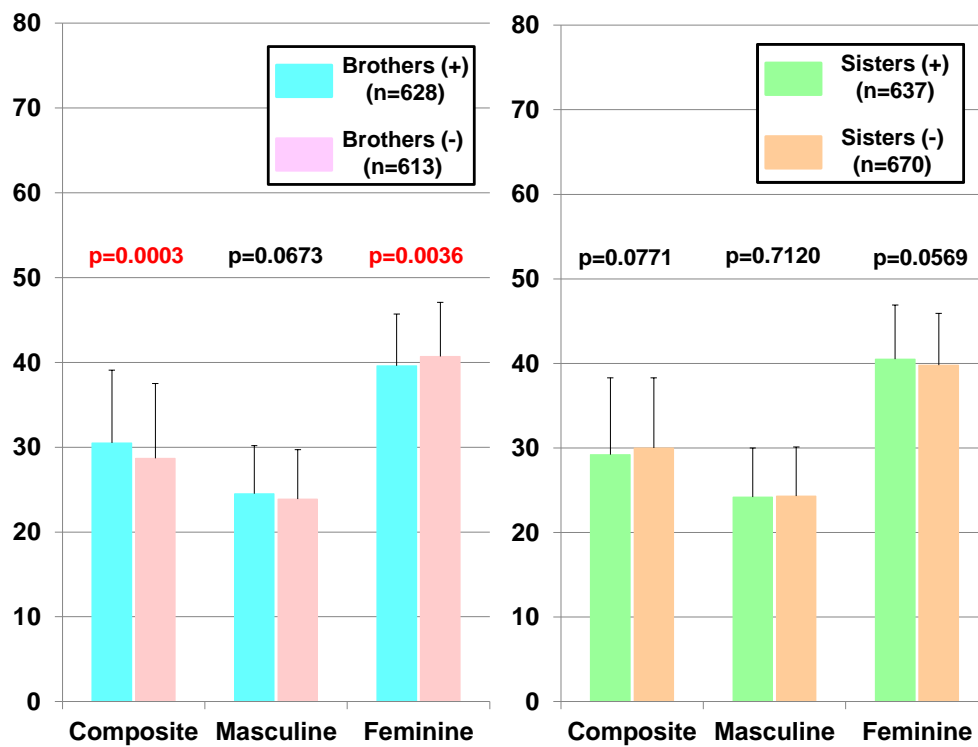 80
70
60
50
40
30
20
10
0
Brothers (+)
(n=628)
Brothers (-)
(n=613)
p=0.0003 p=0.0673 p=0.0036
Composite Masculine Feminine
80
70
60
50
40
30
20
10
0
Sisters (+)
(n=637)
Sisters (-)
(n=670)
p=0.0771 p=0.7120 p=0.0569
Composite Masculine Feminine